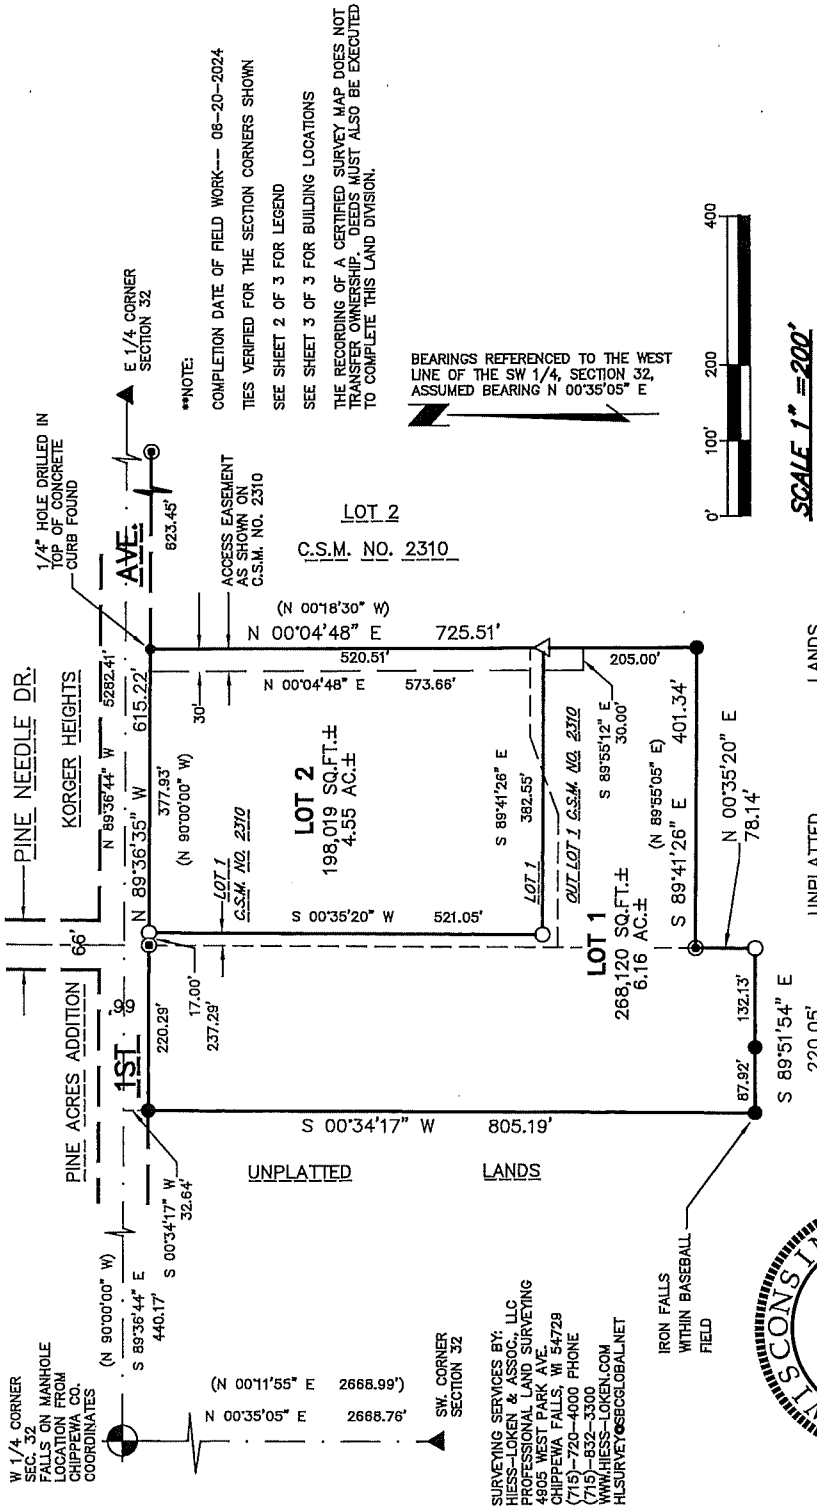 W 1/4 CORNER
SEC. 32
FALLS ON MANHOLE
LOCATION FROM
CHIPPEWA CO.
COORDINATES
(N 90°00'00" W)
S 89°36'44" E
440.17'
S 00°34'17" W
32.64'
PINE ACRES ADDITION
66'
PINE NEEDLE DR.
KORGER HEIGHTS
N 89°36'44" W 5282.41'
1ST
66'
AVE.
1/4" HOLE DRILLED IN
TOP OF CONCRETE
CURB FOUND
E 1/4 CORNER
SECTION 32
N 89°36'35" W 615.22'
220.29'
17.00'
237.29'
377.93'
(N 90°00'00" W)
623.45'
30'
ACCESS EASEMENT
AS SHOWN ON
C.S.M. NO. 2310
**NOTE:
COMPLETION DATE OF FIELD WORK--- 08-20-2024
TIES VERIFIED FOR THE SECTION CORNERS SHOWN
SEE SHEET 2 OF 3 FOR LEGEND
SEE SHEET 3 OF 3 FOR BUILDING LOCATIONS
THE RECORDING OF A CERTIFIED SURVEY MAP DOES NOT
TRANSFER OWNERSHIP. DEEDS MUST ALSO BE EXECUTED
TO COMPLETE THIS LAND DIVISION.
(N 00°11'55" E 2668.99')
N 00°35'05" E 2668.76'
SW. CORNER
SECTION 32
UNPLATTED LANDS
S 00°34'17" W 805.19'
LOT 1
C.S.M. NO. 2310
S 00°35'20" W 521.05'
LOT 2
198,019 SQ.FT.±
4.55 AC.±
N 00°04'48" E 573.66'
520.51'
N 00°04'48" E 725.51'
(N 00°18'30" W)
LOT 2
C.S.M. NO. 2310
BEARINGS REFERENCED TO THE WEST
LINE OF THE SW 1/4, SECTION 32,
ASSUMED BEARING N 00°35'05" E
S 89°41'26" E
382.55'
LOT 1
OUT LOT 1 C.S.M. NO. 2310
S 89°55'12" E
30.00'
205.00'
LOT 1
268,120 SQ.FT.±
6.16 AC.±
(N 89°55'05" E)
S 89°41'26" E 401.34'
N 00°35'20" E
78.14'
87.92'
132.13'
S 89°51'54" E
220.05'
UNPLATTED LANDS
0' 100' 200 400
SCALE 1" =200'
SURVEYING SERVICES BY:
HIESS-LOKEN & ASSOC., LLC
PROFESSIONAL LAND SURVEYING
4905 WEST PARK AVE.
CHIPPEWA FALLS, WI 54729
(715)-720-4000 PHONE
(715)-832-3300
WWW.HIESS-LOKEN.COM
HLSURVEY@SBCGLOBAL.NET
IRON FALLS
WITHIN BASEBALL
FIELD